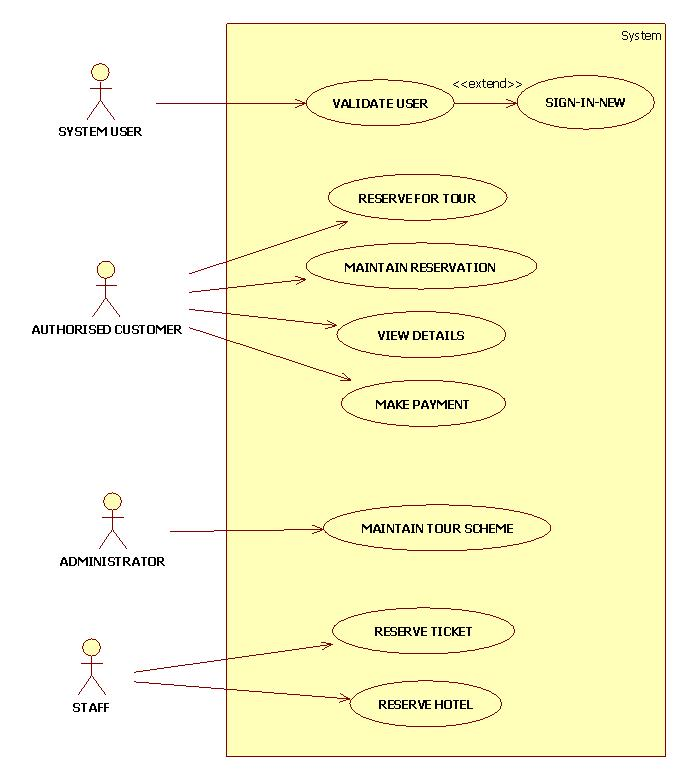 System
<<extend>>
VALIDATE USER
SIGN-IN-NEW
SYSTEM USER
RESERVE FOR TOUR
MAINTAIN RESERVATION
AUTHORISED CUSTOMER
VIEW DETAILS
MAKE PAYMENT
MAINTAIN TOUR SCHEME
ADMINISTRATOR
RESERVE TICKET
RESERVE HOTEL
STAFF